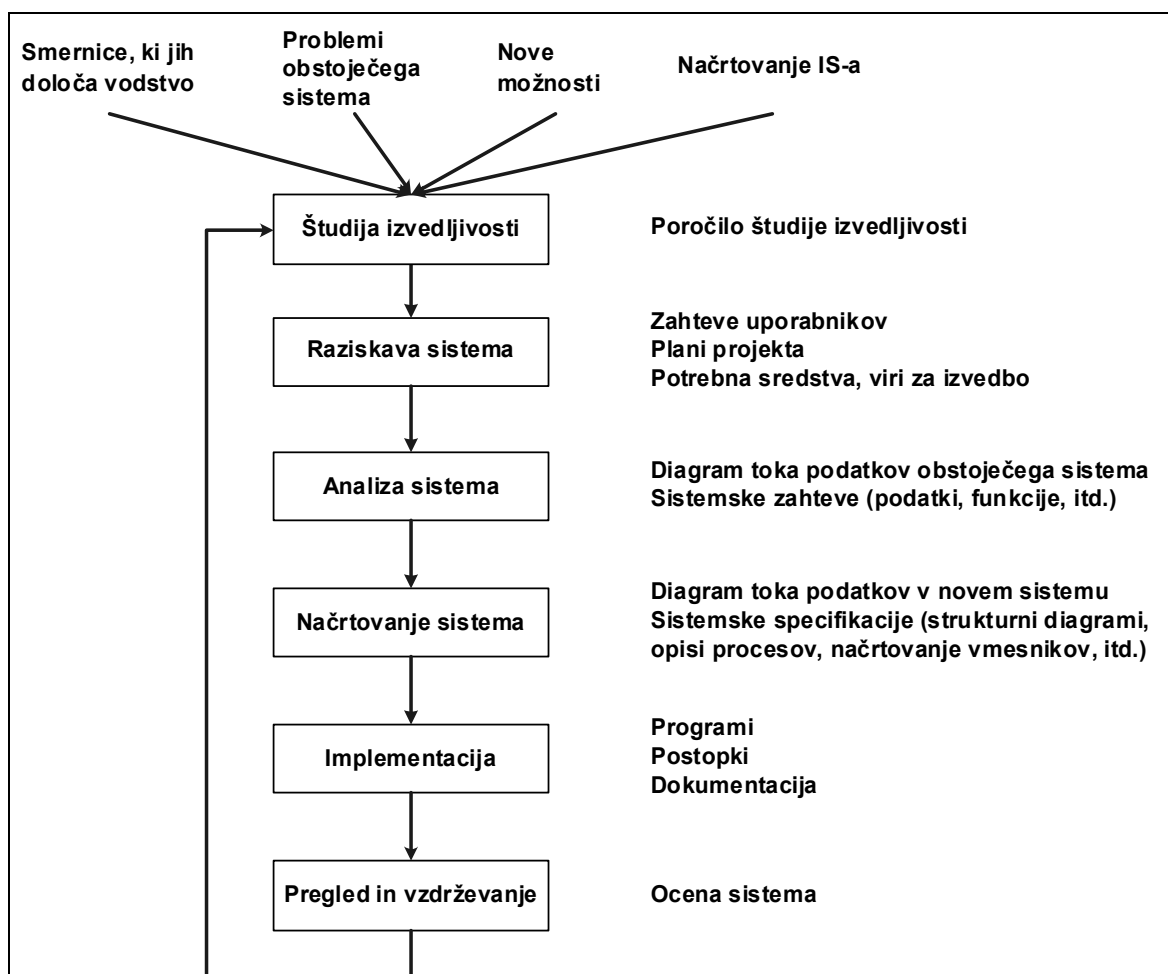 Smernice, ki jih
določa vodstvo
Problemi
obstoječega
sistema
Nove
možnosti
Načrtovanje IS-a
Študija izvedljivosti
Poročilo študije izvedljivosti
Raziskava sistema
Zahteve uporabnikov
Plani projekta
Potrebna sredstva, viri za izvedbo
Analiza sistema
Diagram toka podatkov obstoječega sistema
Sistemske zahteve (podatki, funkcije, itd.)
Načrtovanje sistema
Diagram toka podatkov v novem sistemu
Sistemske specifikacije (strukturni diagrami,
opisi procesov, načrtovanje vmesnikov, itd.)
Implementacija
Programi
Postopki
Dokumentacija
Pregled in vzdrževanje
Ocena sistema